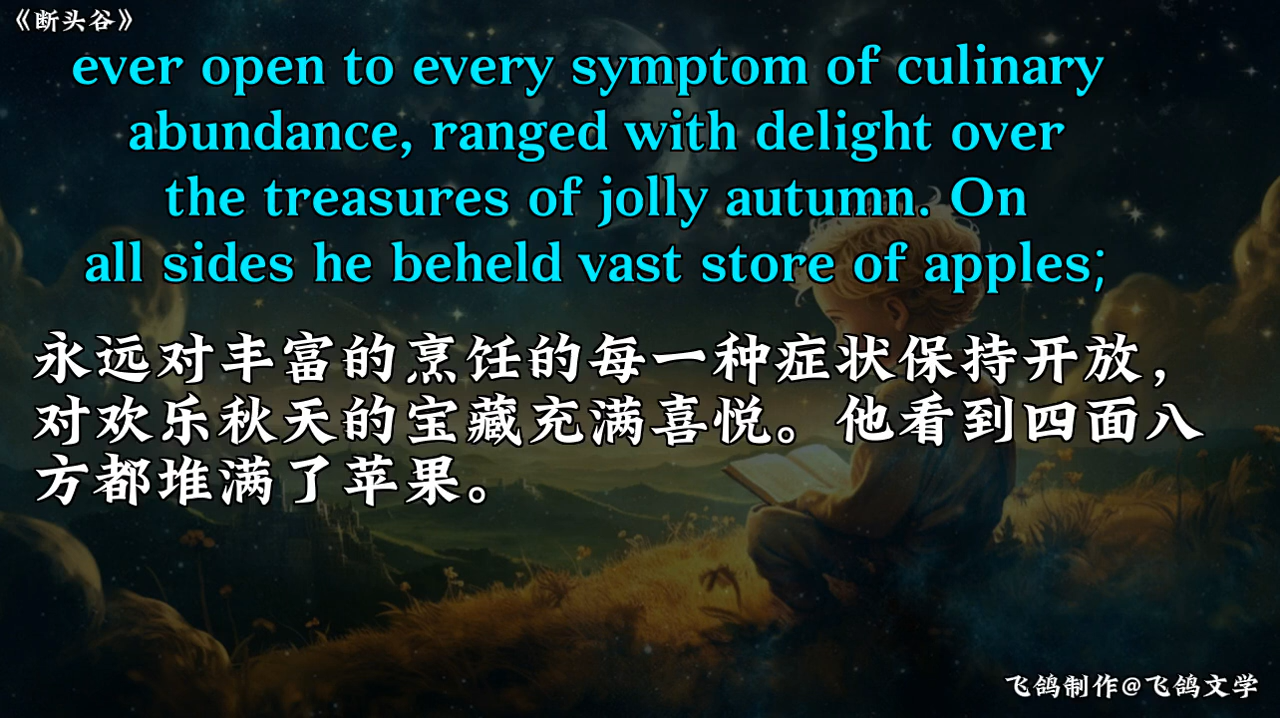 《断头谷》
ever open to every symptom of culinary
abundance, ranged with delight over
the treasures of jolly autumn. On
all sides he beheld vast store of apples;
永远对丰富的烹饪的每一种症状保持开放，
对欢乐秋天的宝藏充满喜悦。他看到四面八
方都堆满了苹果。
飞鸽制作@飞鸽文学